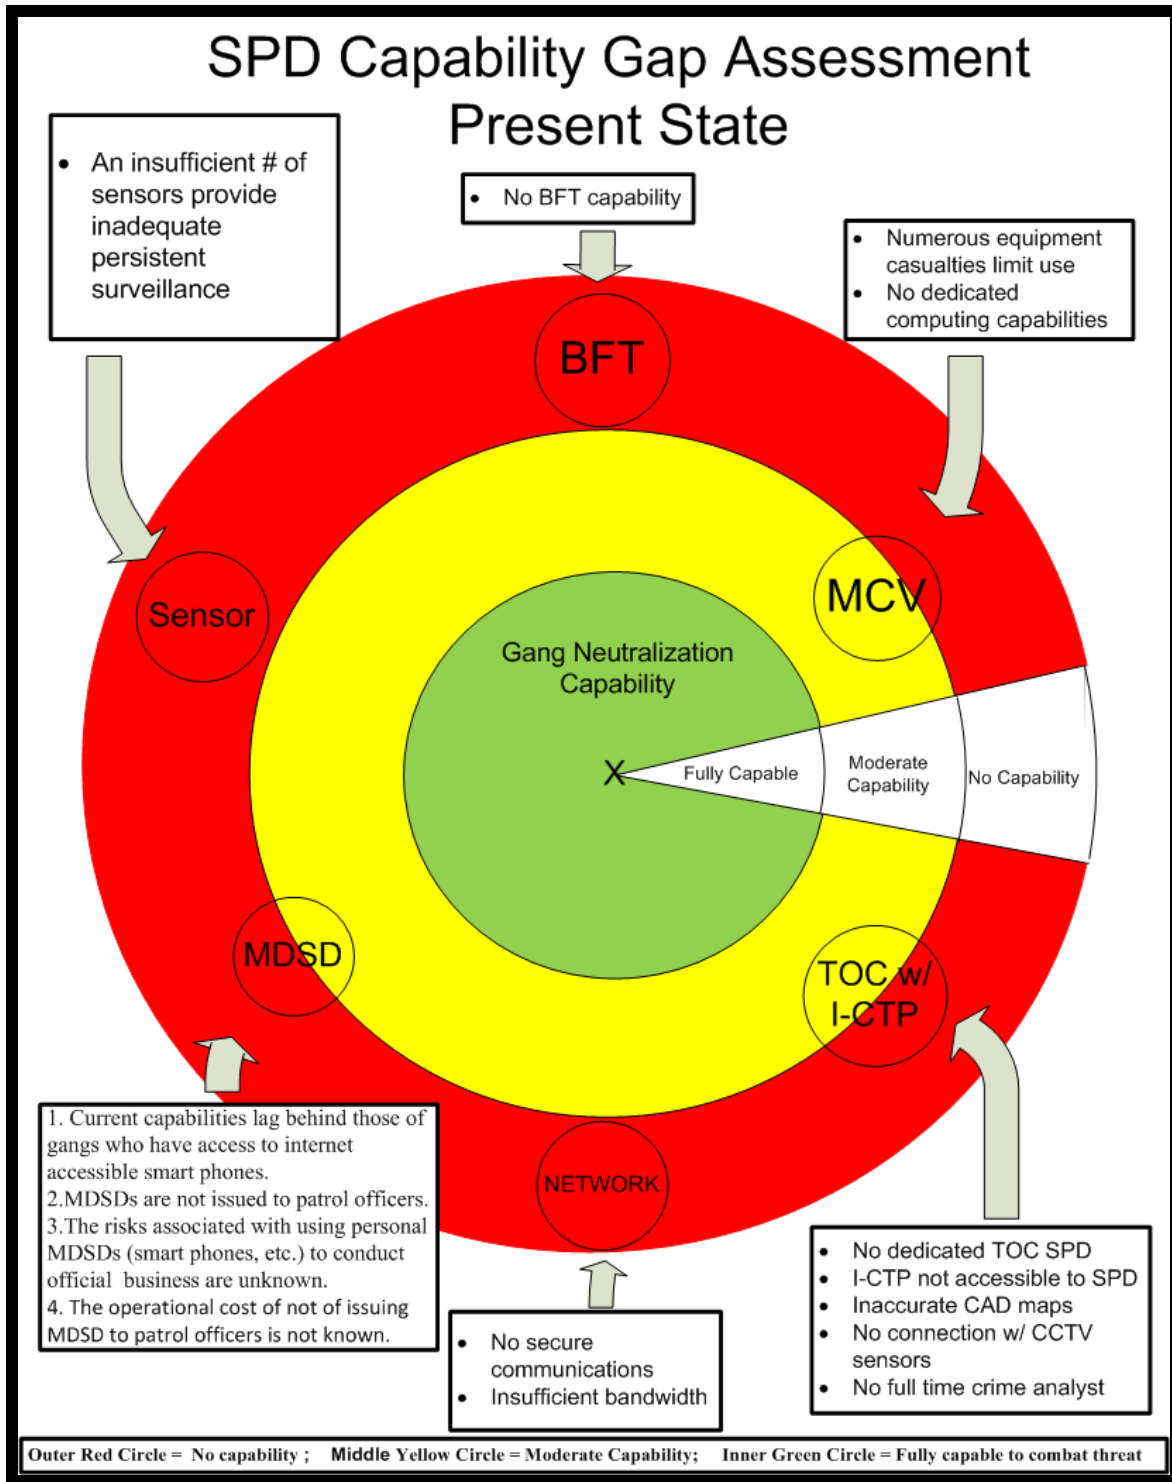 SPD Capability Gap Assessment
Present State
• An insufficient # of
sensors provide
inadequate
persistent
surveillance
• No BFT capability
• Numerous equipment
casualties limit use
• No dedicated
computing capabilities
BFT
Sensor
MCV
Gang Neutralization
Capability
X
Fully Capable
Moderate
Capability
No Capability
MDSD
TOC w/
I-CTP
NETWORK
1. Current capabilities lag behind those of
gangs who have access to internet
accessible smart phones.
2.MDSDs are not issued to patrol officers.
3.The risks associated with using personal
MDSDs (smart phones, etc.) to conduct
official business are unknown.
4. The operational cost of not of issuing
MDSD to patrol officers is not known.
• No secure
communications
• Insufficient bandwidth
• No dedicated TOC SPD
• I-CTP not accessible to SPD
• Inaccurate CAD maps
• No connection w/ CCTV
sensors
• No full time crime analyst
Outer Red Circle = No capability ; Middle Yellow Circle = Moderate Capability; Inner Green Circle = Fully capable to combat threat